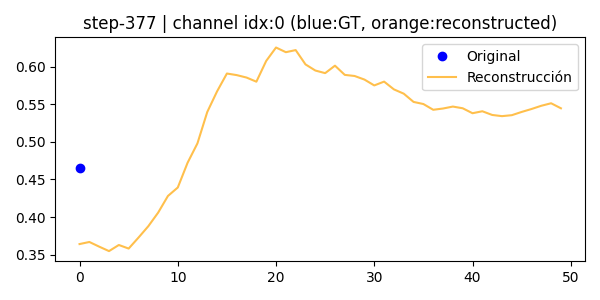 step-377 | channel idx:0 (blue:GT, orange:reconstructed)
Original
Reconstrucción
0.60
0.55
0.50
0.45
0.40
0.35
0 10 20 30 40 50